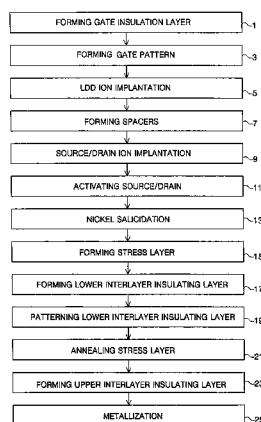 FORMING GATE INSULATION LAYER 1
FORMING GATE PATTERN 3
LDD ION IMPLANTATION 5
FORMING SPACERS 7
SOURCE/DRAIN ION IMPLANTATION 9
ACTIVATING SOURCE/DRAIN 11
NICKEL SALICIDATION 13
FORMING STRESS LAYER 15
FORMING LOWER INTERLAYER INSULATING LAYER 17
PATTERNING LOWER INTERLAYER INSULATING LAYER 19
ANNEALING STRESS LAYER 21
FORMING UPPER INTERLAYER INSULATING LAYER 23
METALLIZATION 25